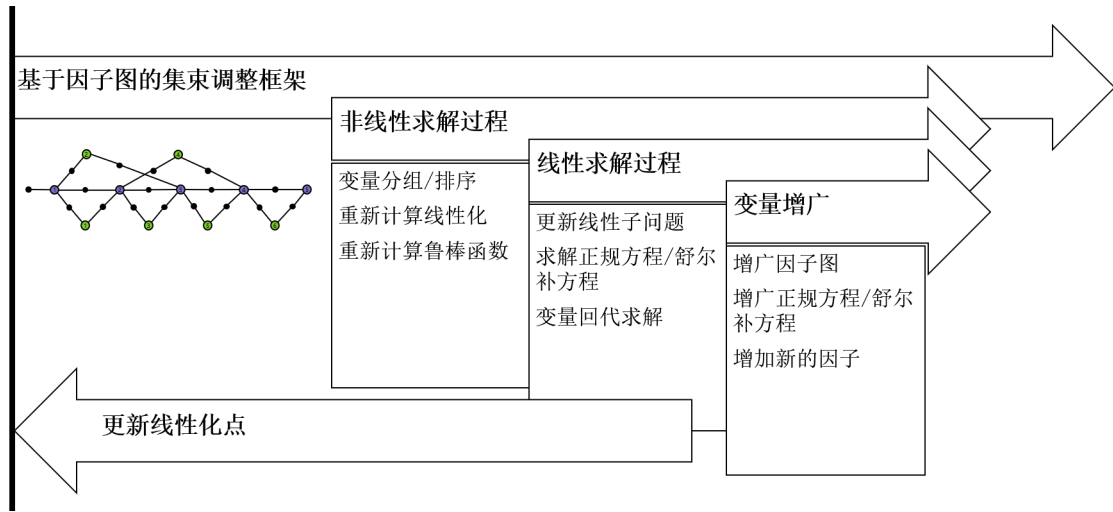 基于因子图的集束调整框架
非线性求解过程
变量分组/排序
重新计算线性化
重新计算鲁棒函数
线性求解过程
更新线性子问题
求解正规方程/舒尔
补方程
变量回代求解
变量增广
增广因子图
增广正规方程/舒尔
补方程
增加新的因子
更新线性化点